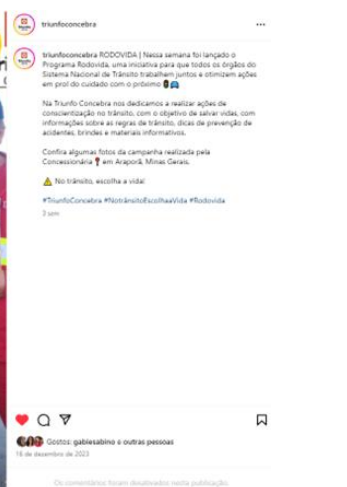 triunfoconcebra
triunfoconcebra RODOVIDA | Nessa semana foi lançado o
Programa Rodovida, uma iniciativa para que todos os órgãos do
Sistema Nacional de Trânsito trabalhem juntos e otimizem ações
em prol do cuidado com o próximo
Na Triunfo Concebra nos dedicamos a realizar ações de
conscientização no trânsito, com o objetivo de salvar vidas, com
informações sobre as regras de trânsito, dicas de prevenção de
acidentes, brindes e materiais informativos.
Confira algumas fotos da campanha realizada pela
Concessionária 📍 em Araporã, Minas Gerais.
⚠️ No trânsito, escolha a vida!
#TriunfoConcebra #NotrânsitoEscolhaaVida #Rodovida
3 sem
Gostos: gabiesabino e outras pessoas
16 de dezembro de 2023
Os comentários foram desativados nesta publicação.